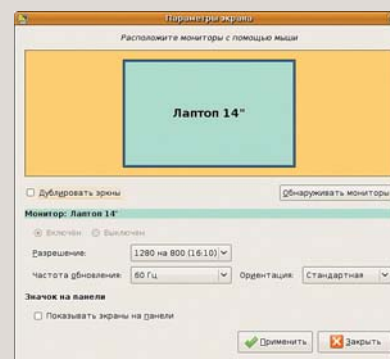 Параметры экрана
Расположите мониторы с помощью мыши
Лаптоп 14"
Дублировать экраны
Обнаруживать мониторы
Монитор: Лаптоп 14"
Включён Выключен
Разрешение: 1280 на 800 (16:10)
Частота обновления: 60 Гц Ориентация: Стандартная
Значок на панели
Показывать экраны на панели
Применить Закрыть